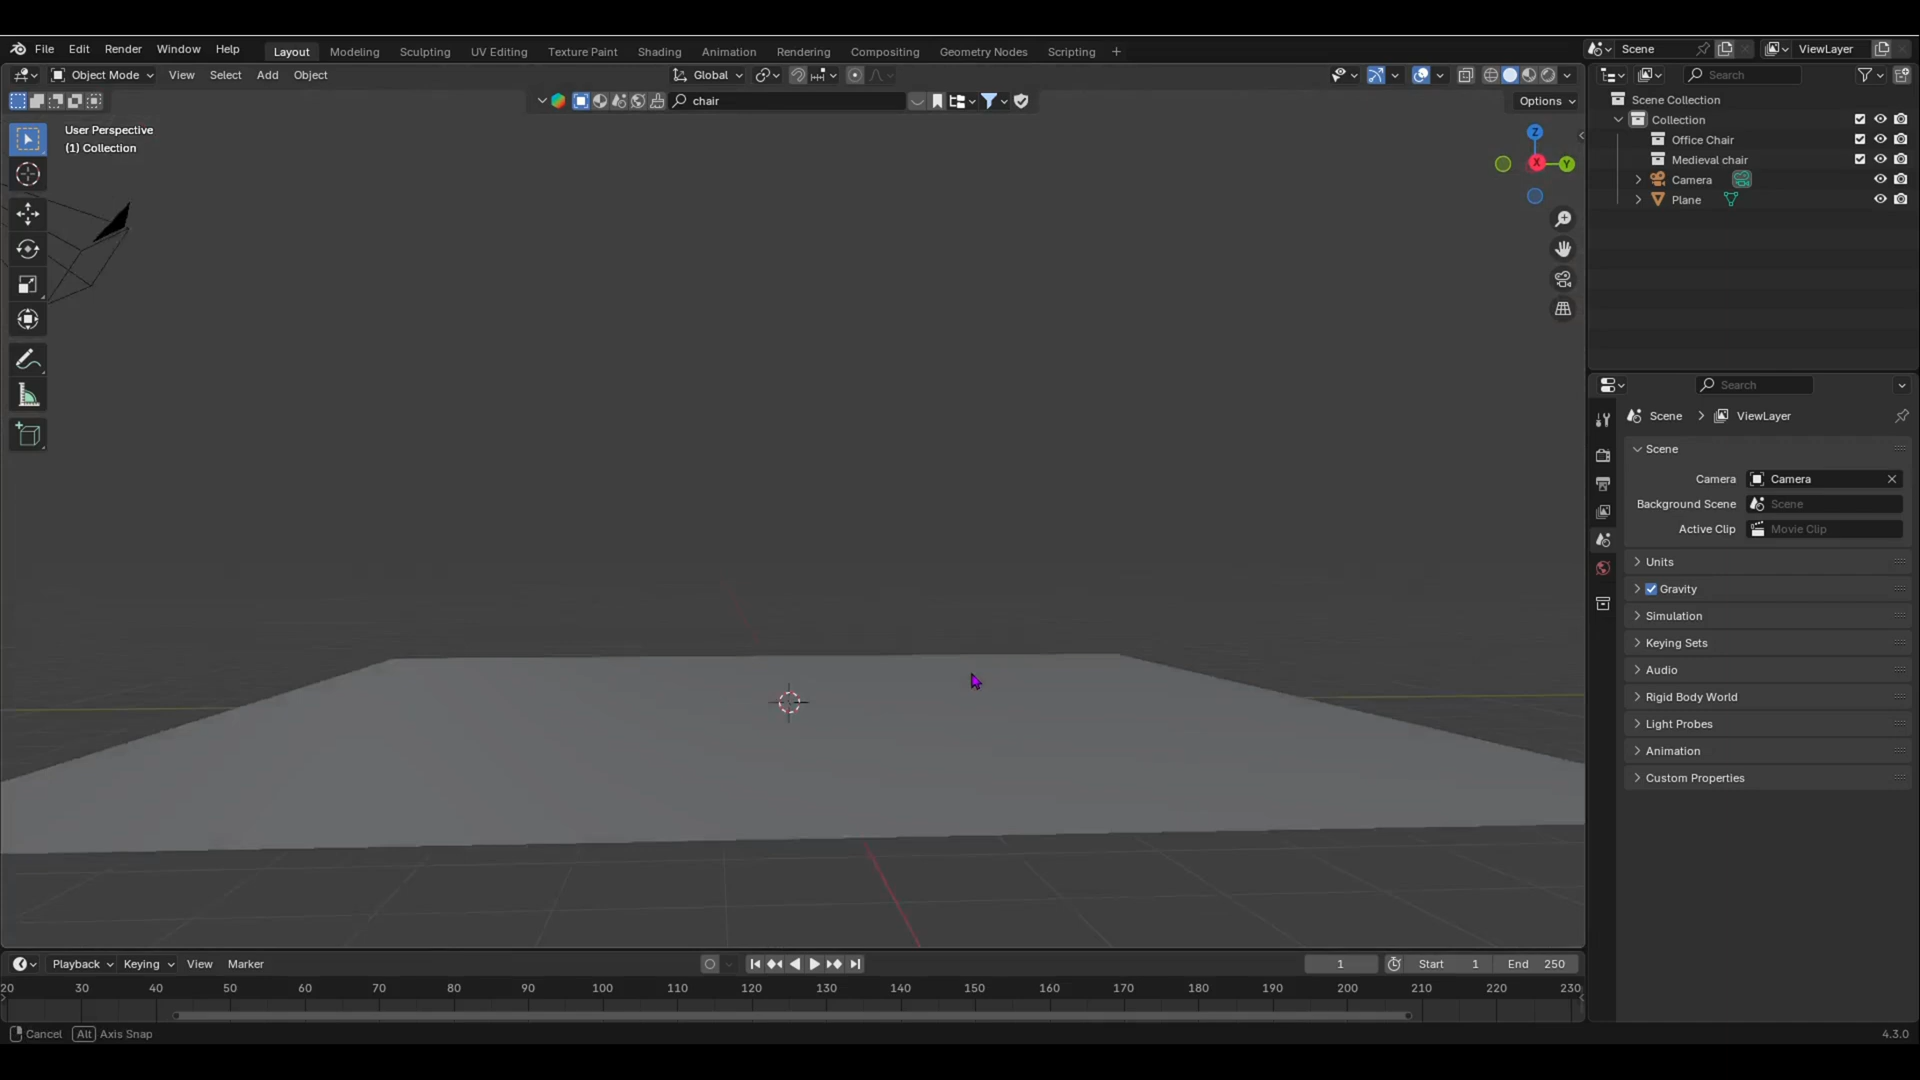 File Edit Render Window Help Layout Modeling Sculpting UV Editing Texture Paint Shading Animation Rendering Compositing Geometry Nodes Scripting + Scene ViewLayer
Object Mode View Select Add Object Global Search
chair Options
User Perspective
(1) Collection
Z
X Y
Scene Collection
Collection
Office Chair
Medieval chair
Camera
Plane
Search
Scene > ViewLayer
Scene
Camera Camera
Background Scene Scene
Active Clip Movie Clip
Units
Gravity
Simulation
Keying Sets
Audio
Rigid Body World
Light Probes
Animation
Custom Properties
Playback Keying View Marker 1 Start 1 End 250
20 30 40 50 60 70 80 90 100 110 120 130 140 150 160 170 180 190 200 210 220 230
Cancel Alt Axis Snap 4.3.0